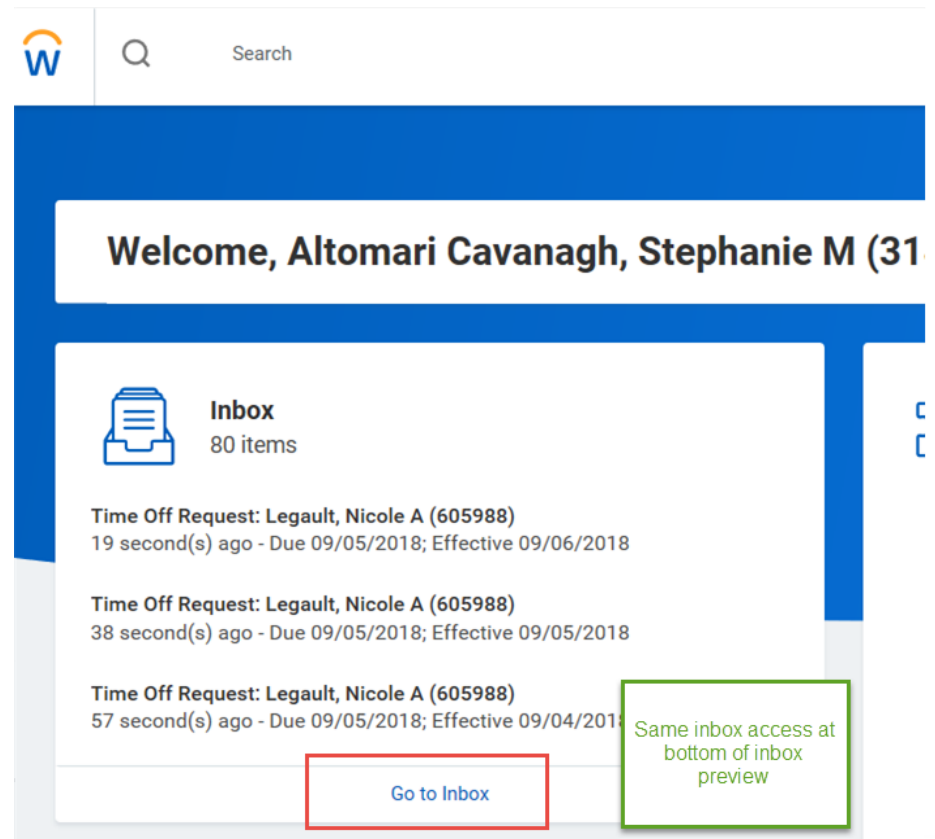 W
Search
Welcome, Altomari Cavanagh, Stephanie M
Inbox
80 items
Time Off Request: Legault, Nicole A (605988)
19 second(s) ago - Due 09/05/2018; Effective 09/06/2018
Time Off Request: Legault, Nicole A (605988)
38 second(s) ago - Due 09/05/2018; Effective 09/05/2018
Time Off Request: Legault, Nicole A (605988)
57 second(s) ago - Due 09/05/2018; Effective 09/04/201
Same inbox access at
bottom of inbox
preview
Go to Inbox